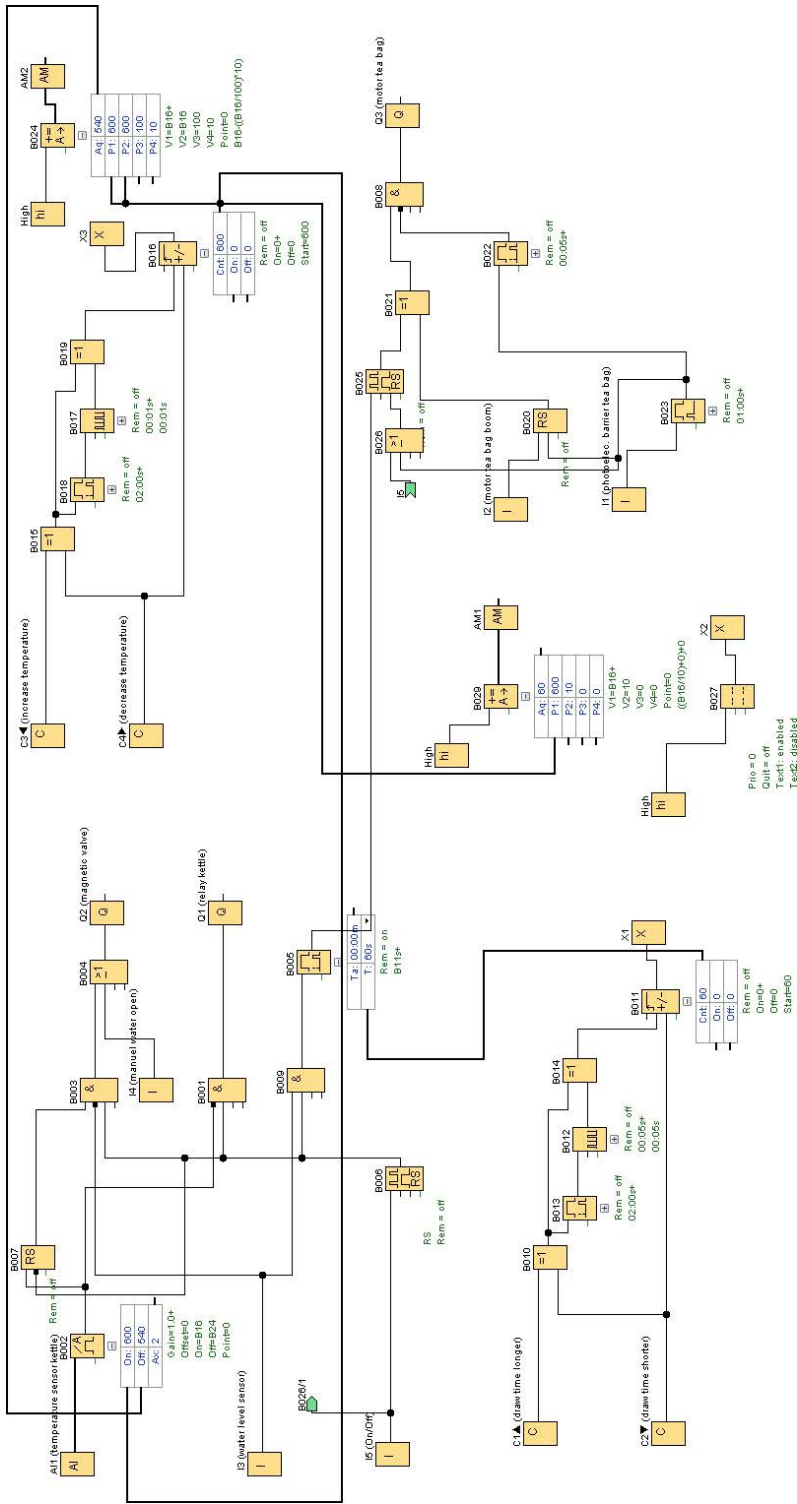 AI1 (temperature sensor kettle)
AI
B002
/A
On: 600
Off: 540
Ax: 2
Gain=1.0+
Offset=0
On=B16
Off=B24
Point=0
B007
RS
Rem = off
I3 (water level sensor)
I
B026/1
I5 (On/Off)
I
B006
RS
RS
Rem = off
B003
&
I4 (manuel water open)
I
B004
>1
Q2 (magnetic valve)
Q
B001
&
Q1 (relay kettle)
Q
B009
&
B005
Ta: 00:00m
T: 60s
Rem = on
B11s+
C1▲ (draw time longer)
C
C2▼ (draw time shorter)
C
B010
=1
B013
Rem = off
02:00s+
B012
Rem = off
00:05s+
00:05s
B014
=1
B011
+/-
X1
X
Cnt: 60
On: 0
Off: 0
Rem = off
On=0+
Off=0
Start=60
C3◀ (increase temperature)
C
C4▶ (decrease temperature)
C
B015
=1
B018
Rem = off
02:00s+
B017
Rem = off
00:01s+
00:01s
B019
=1
B016
+/-
X3
X
Cnt: 600
On: 0
Off: 0
Rem = off
On=0+
Off=0
Start=600
High
hi
B024
+=
A→
AM2
AM
Aq: 540
P1: 600
P2: 600
P3: 100
P4: 10
V1=B16+
V2=B16
V3=100
V4=10
Point=0
B16-((B16/100)*10)
High
hi
B029
+=
A→
AM1
AM
Aq: 60
P1: 600
P2: 10
P3: 0
P4: 0
V1=B16+
V2=10
V3=0
V4=0
Point=0
((B16/10)+0)+0
High
hi
B027
X2
X
Prio = 0
Quit = off
Text1: enabled
Text2: disabled
I5
B026
>1
B025
RS
= off
I2 (motor tea bag boom)
I
B020
RS
Rem = off
I1 (photoelec. barrier tea bag)
I
B023
Rem = off
01:00s+
B021
=1
B022
Rem = off
00:05s+
B008
&
Q3 (motor tea bag)
Q